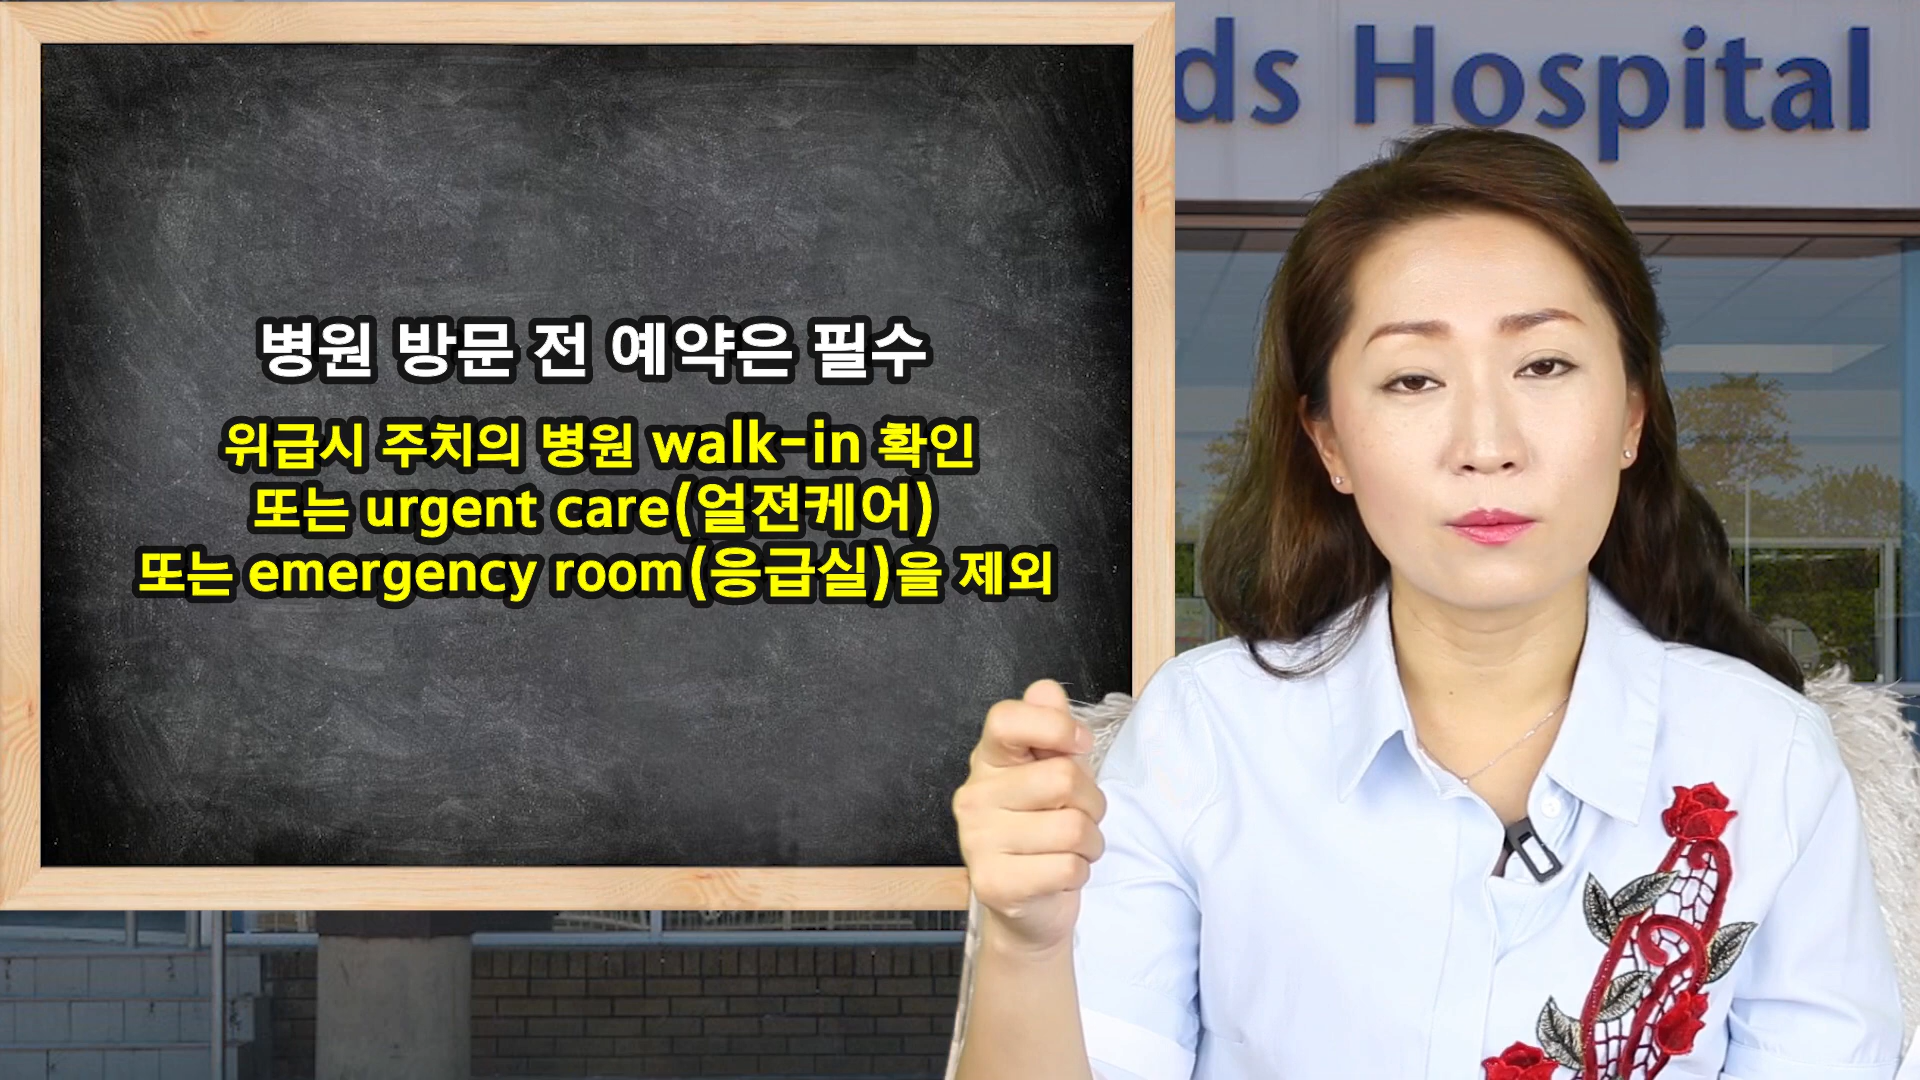 병원 방문 전 예약은 필수
위급시 주치의 병원 walk-in 확인
또는 urgent care(얼젼케어)
또는 emergency room(응급실)을 제외
ds Hospital